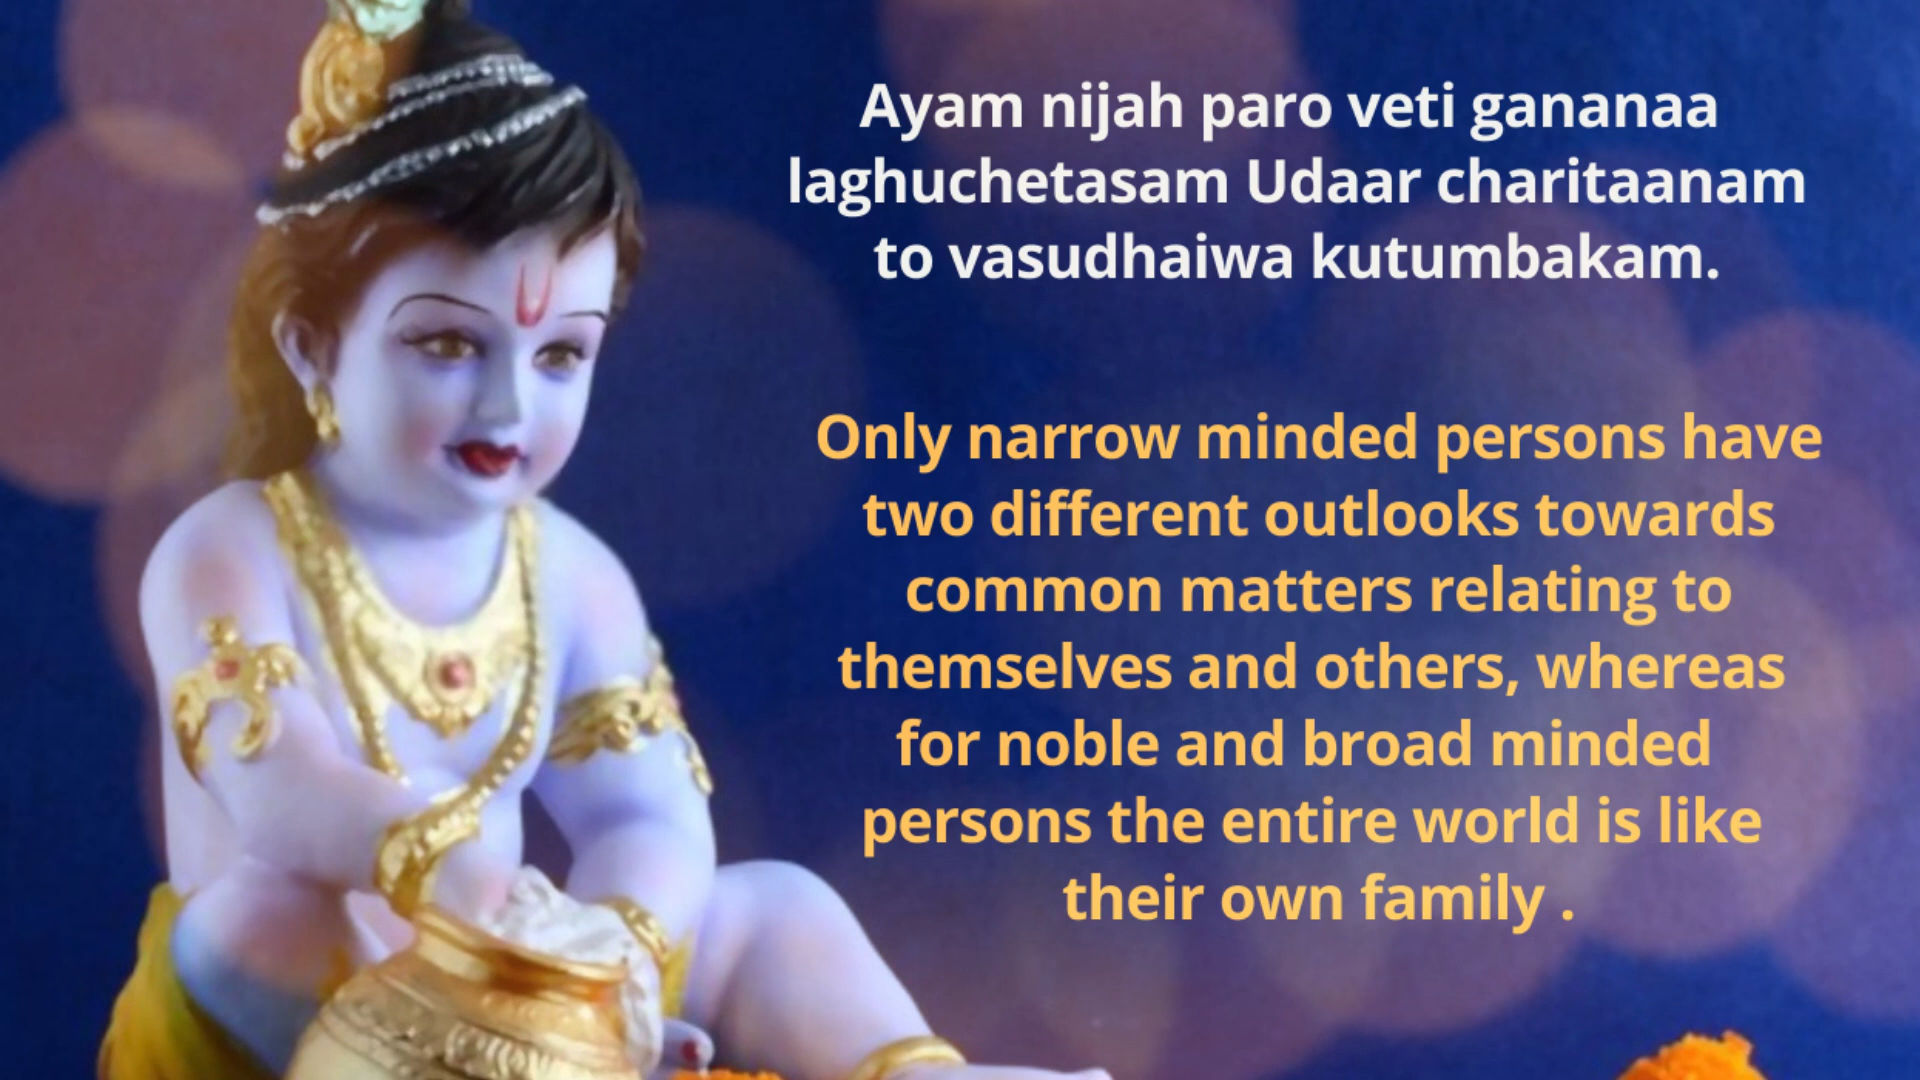 Ayam nijah paro veti gananaa
laghuchetasam Udaar charitaanam
to vasudhaiwa kutumbakam.
Only narrow minded persons have
two different outlooks towards
common matters relating to
themselves and others, whereas
for noble and broad minded
persons the entire world is like
their own family .